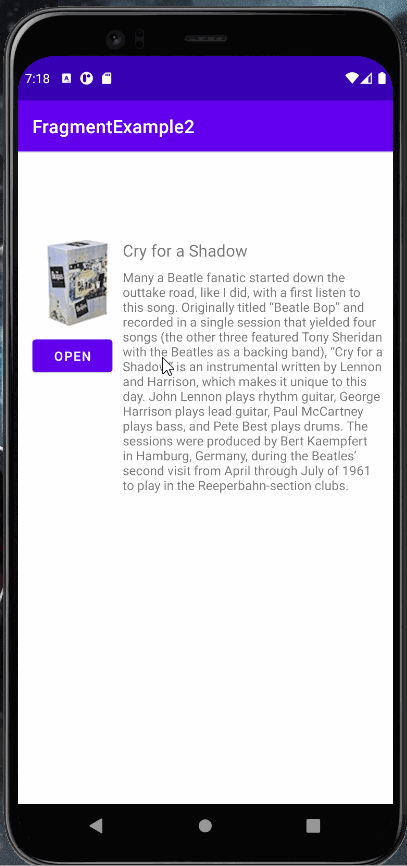 7:18
FragmentExample2
Cry for a Shadow
Many a Beatle fanatic started down the
outtake road, like I did, with a first listen to
this song. Originally titled “Beatle Bop” and
recorded in a single session that yielded four
songs (the other three featured Tony Sheridan
with the Beatles as a backing band), “Cry for a
Shadow” is an instrumental written by Lennon
and Harrison, which makes it unique to this
day. John Lennon plays rhythm guitar, George
Harrison plays lead guitar, Paul McCartney
plays bass, and Pete Best plays drums. The
sessions were produced by Bert Kaempfert
in Hamburg, Germany, during the Beatles’
second visit from April through July of 1961
to play in the Reeperbahn-section clubs.
OPEN